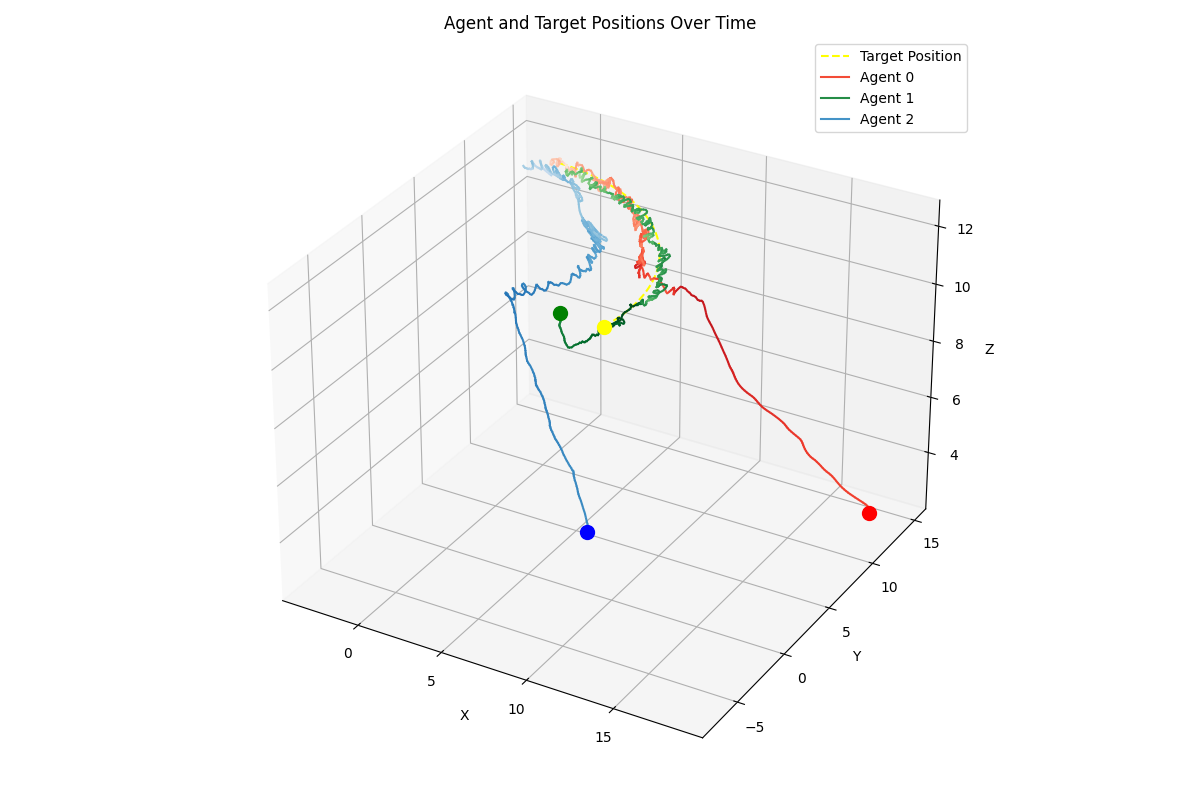 Agent and Target Positions Over Time
Target Position
Agent 0
Agent 1
Agent 2
12
10
8
6
4
Z
15
10
5
0
−5
Y
0
5
10
15
X